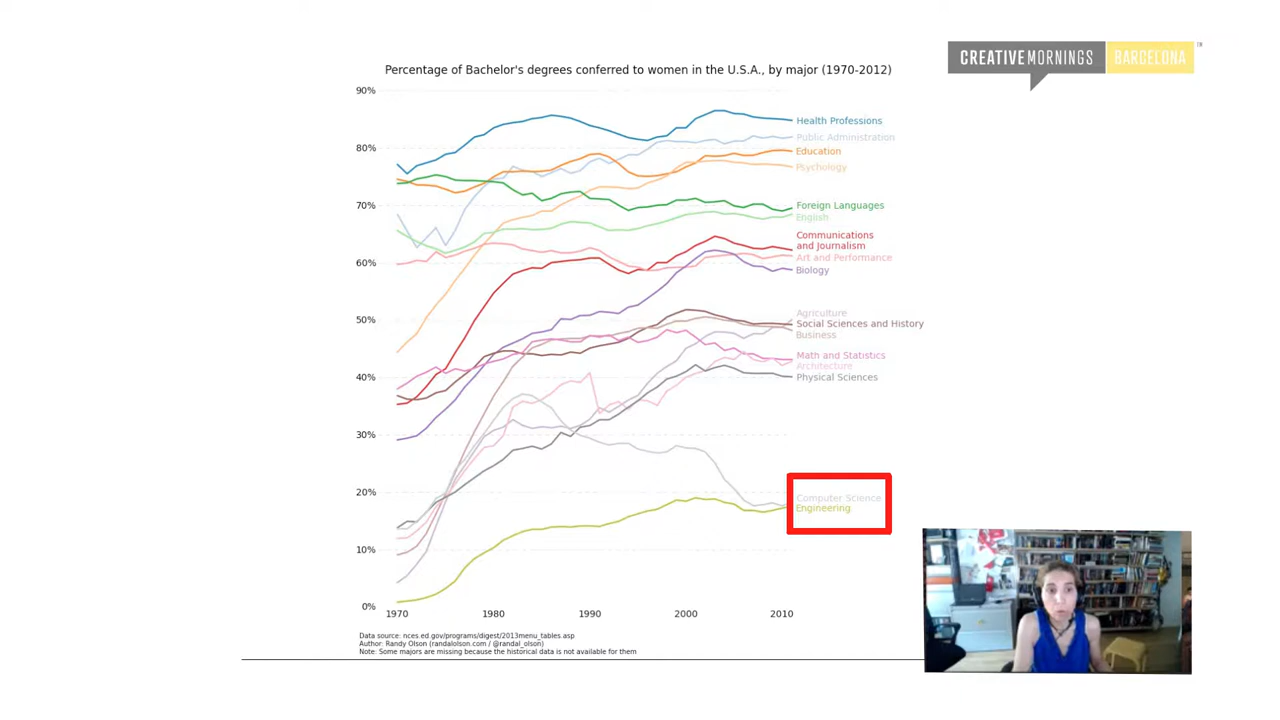 CREATIVEMORNINGS BARCELONA ™
Percentage of Bachelor's degrees conferred to women in the U.S.A., by major (1970-2012)
90%
80%
70%
60%
50%
40%
30%
20%
10%
0%
Health Professions
Public Administration
Education
Psychology
Foreign Languages
English
Communications
and Journalism
Art and Performance
Biology
Agriculture
Social Sciences and History
Business
Math and Statistics
Architecture
Physical Sciences
Computer Science
Engineering
1970 1980 1990 2000 2010
Data source: nces.ed.gov/programs/digest/2013menu_tables.asp
Author: Randy Olson (randalolson.com / @randal_olson)
Note: Some majors are missing because the historical data is not available for them